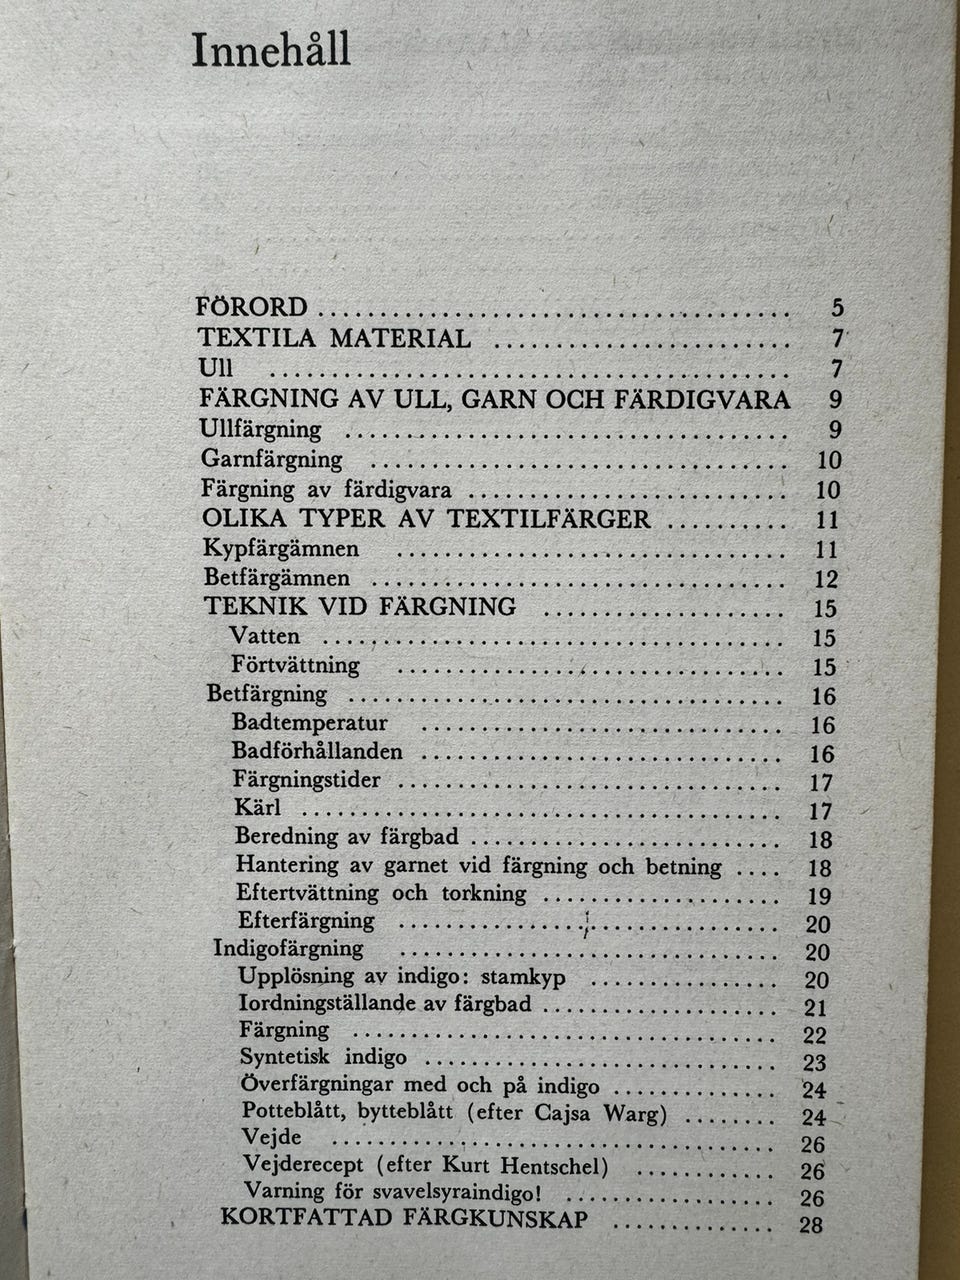 Innehåll
FÖRORD ........................................ 5
TEXTILA MATERIAL ......................... 7
Ull ............................................ 7
FÄRGNING AV ULL, GARN OCH FÄRDIGVARA 9
Ullfärgning ...................................... 9
Garnfärgning .................................... 10
Färgning av färdigvara ........................... 10
OLIKA TYPER AV TEXTILFÄRGER .......... 11
Kypfärgämnen ................................. 11
Betfärgämnen ................................... 12
TEKNIK VID FÄRGNING ..................... 15
Vatten ....................................... 15
Förtvättning ................................. 15
Betfärgning ..................................... 16
Badtemperatur ............................... 16
Badförhållanden ............................... 16
Färgningstider ................................. 17
Kärl ......................................... 17
Beredning av färgbad .......................... 18
Hantering av garnet vid färgning och betning .... 18
Eftertvättning och torkning .................... 19
Efterfärgning ................................. 20
Indigofärgning ................................ 20
Upplösning av indigo: stamkyp ................ 20
Iordningställande av färgbad .................... 21
Färgning .................................... 22
Syntetisk indigo .............................. 23
Överfärgningar med och på indigo .............. 24
Potteblått, bytteblått (efter Cajsa Warg) ........ 24
Vejde ...................................... 26
Vejderecept (efter Kurt Hentschel) ............ 26
Varning för svavelsyraindigo! .................. 26
KORTFATTAD FÄRGKUNSKAP .............. 28